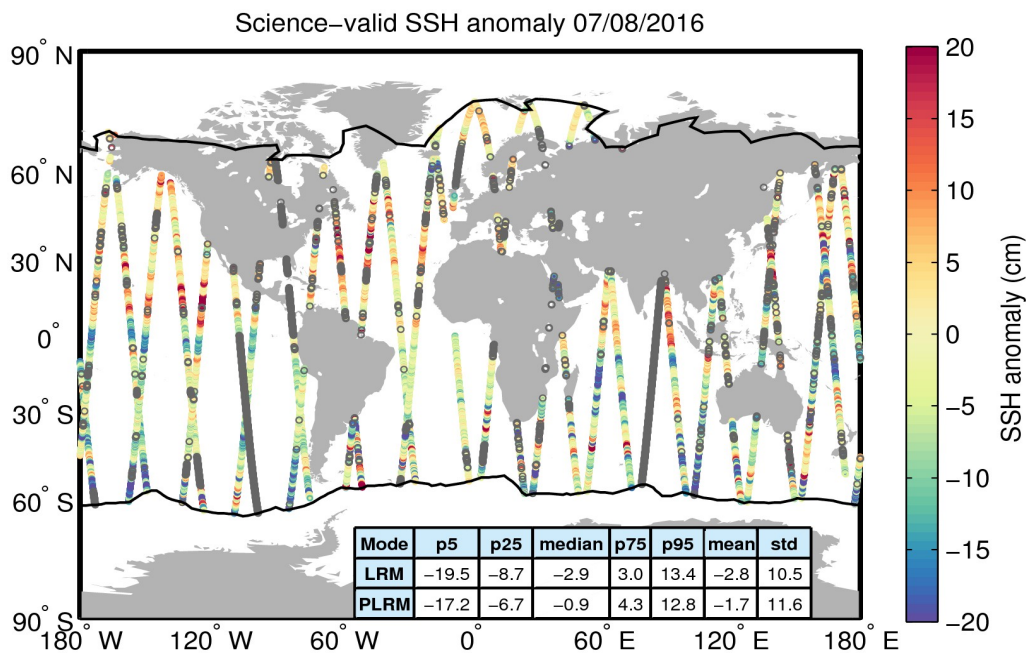 Science−valid SSH anomaly 07/08/2016
90° N
60° N
30° N
0°
30° S
60° S
90° S
180° W
120° W
60° W
0°
60° E
120° E
180° E
Mode p5 p25 median p75 p95 mean std
LRM −19.5 −8.7 −2.9 3.0 13.4 −2.8 10.5
PLRM −17.2 −6.7 −0.9 4.3 12.8 −1.7 11.6
20
15
10
5
0
−5
−10
−15
−20
SSH anomaly (cm)